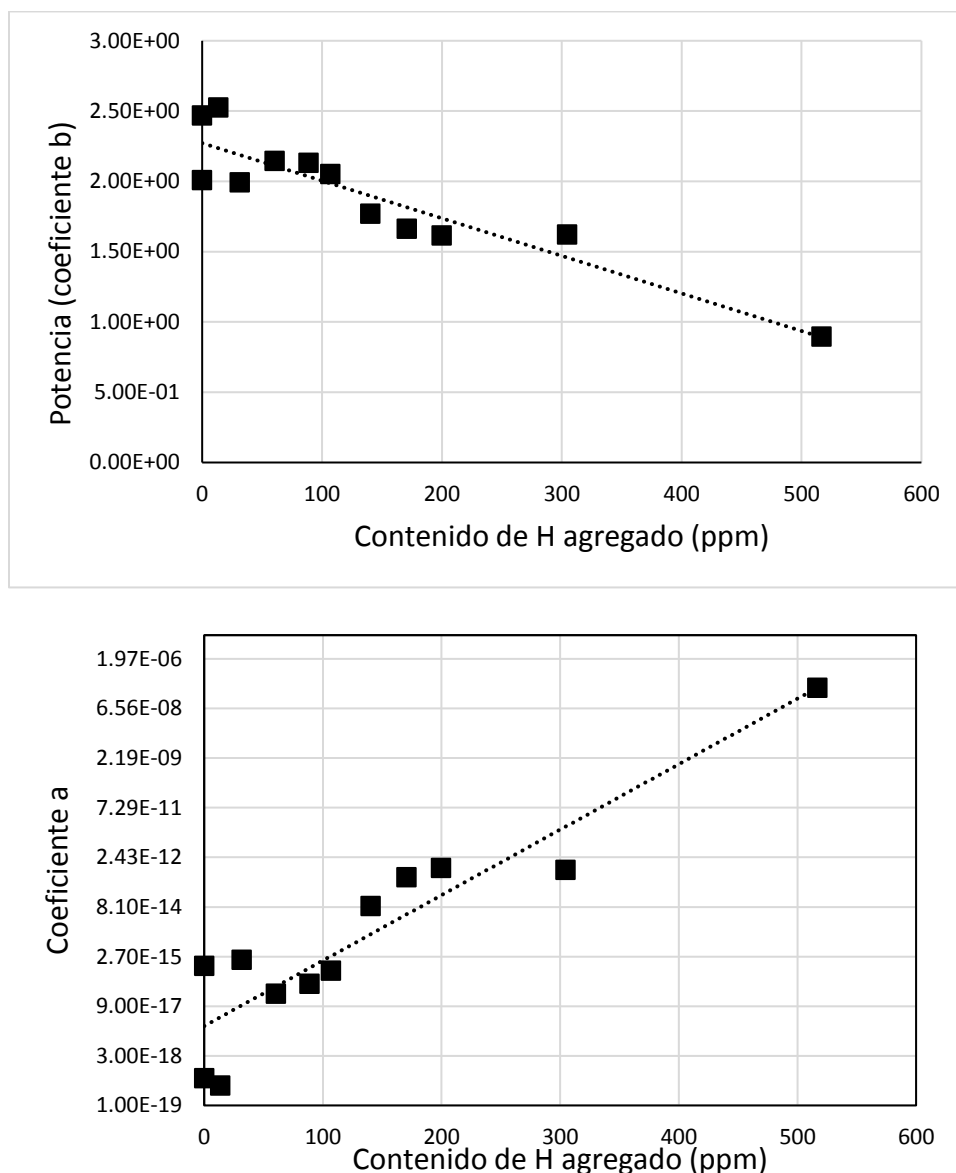 3.00E+00
2.50E+00
2.00E+00
1.50E+00
1.00E+00
5.00E-01
0.00E+00
Potencia (coeficiente b)
0 100 200 300 400 500 600
Contenido de H agregado (ppm)
1.97E-06
6.56E-08
2.19E-09
7.29E-11
2.43E-12
8.10E-14
2.70E-15
9.00E-17
3.00E-18
1.00E-19
Coeficiente a
0 100 200 300 400 500 600
Contenido de H agregado (ppm)